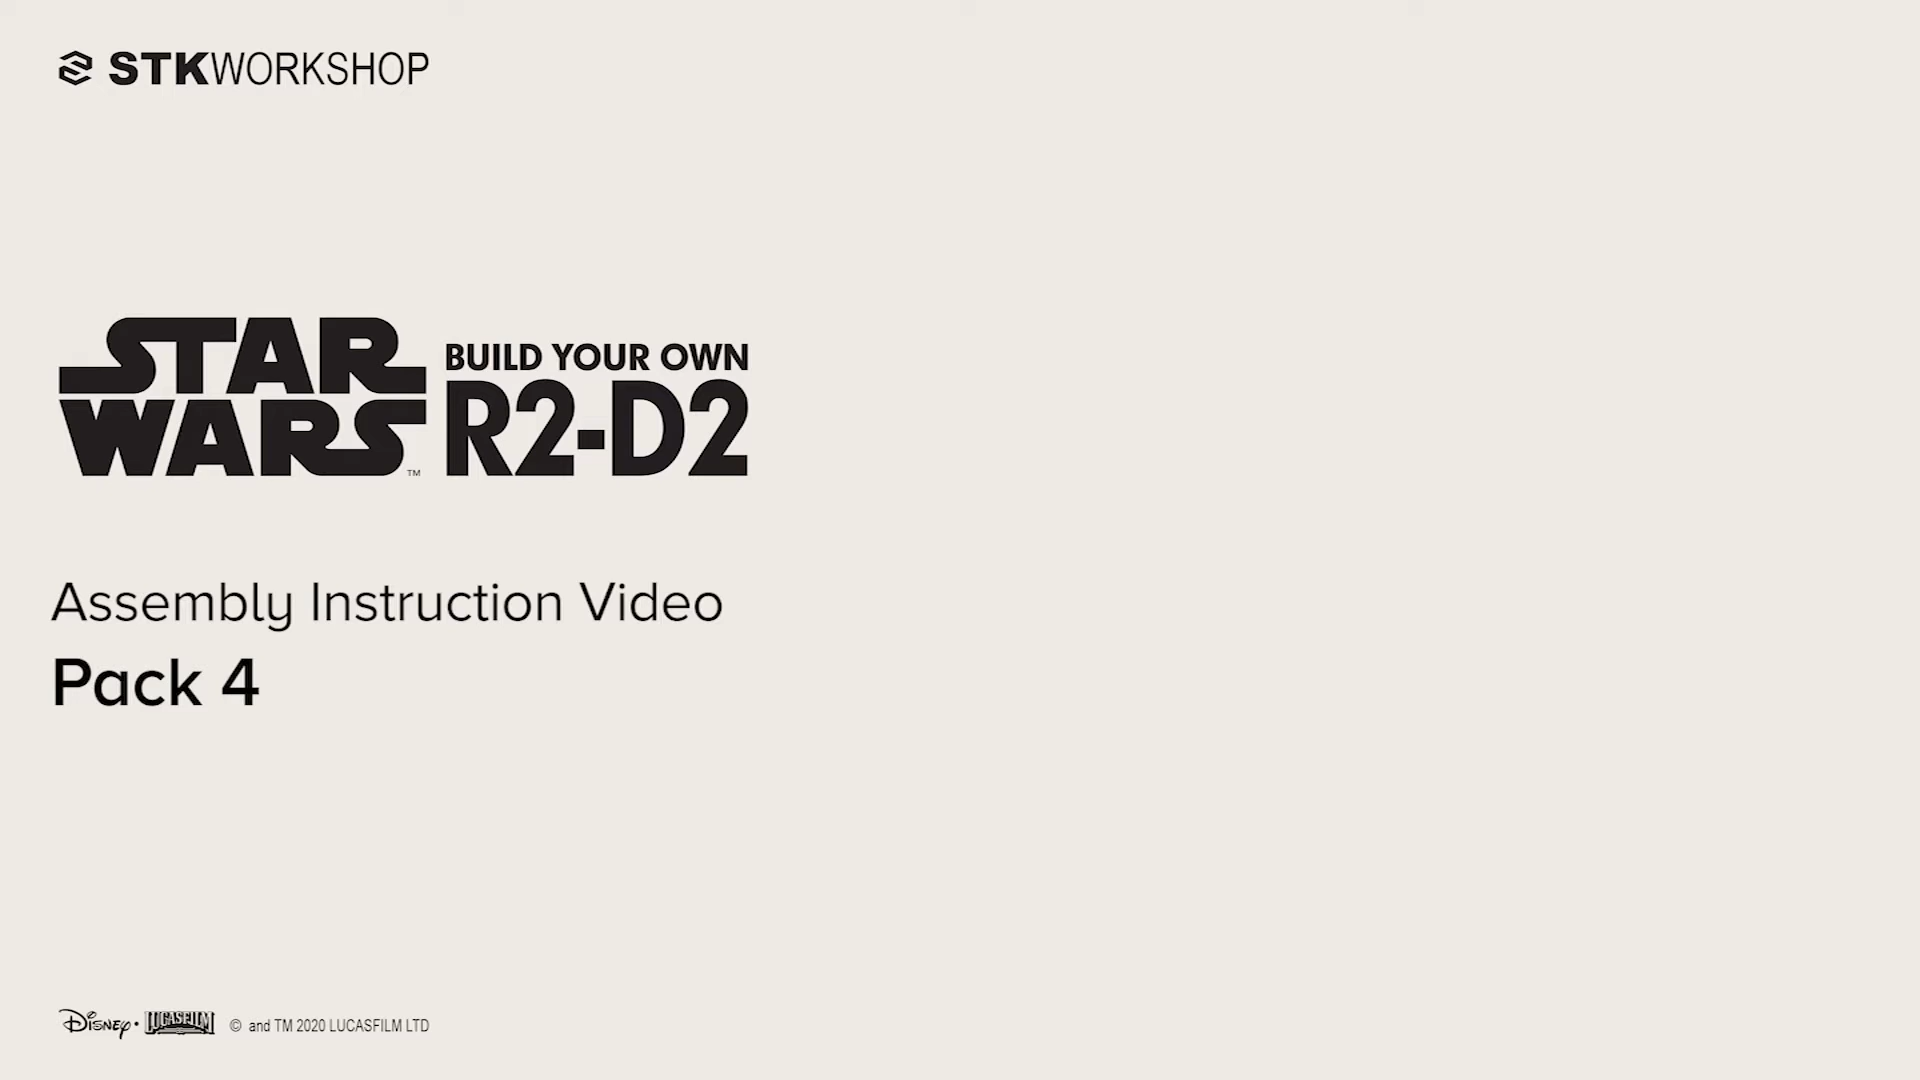 STKWORKSHOP
STAR
WARS™
BUILD YOUR OWN
R2-D2
Assembly Instruction Video
Pack 4
Disney • LUCASFILM © and TM 2020 LUCASFILM LTD